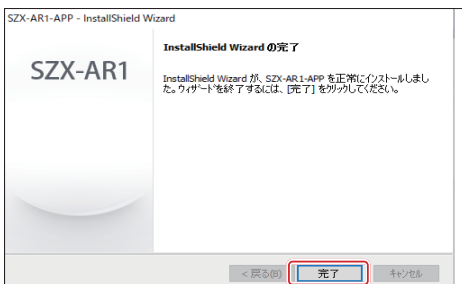 SZX-AR1-APP - InstallShield Wizard
SZX-AR1
InstallShield Wizard の完了
InstallShield Wizard が、SZX-AR1-APP を正常にインストールしまし
た。ウィザードを終了するには、[完了] をクリックしてください。
< 戻る(B)
完了
キャンセル